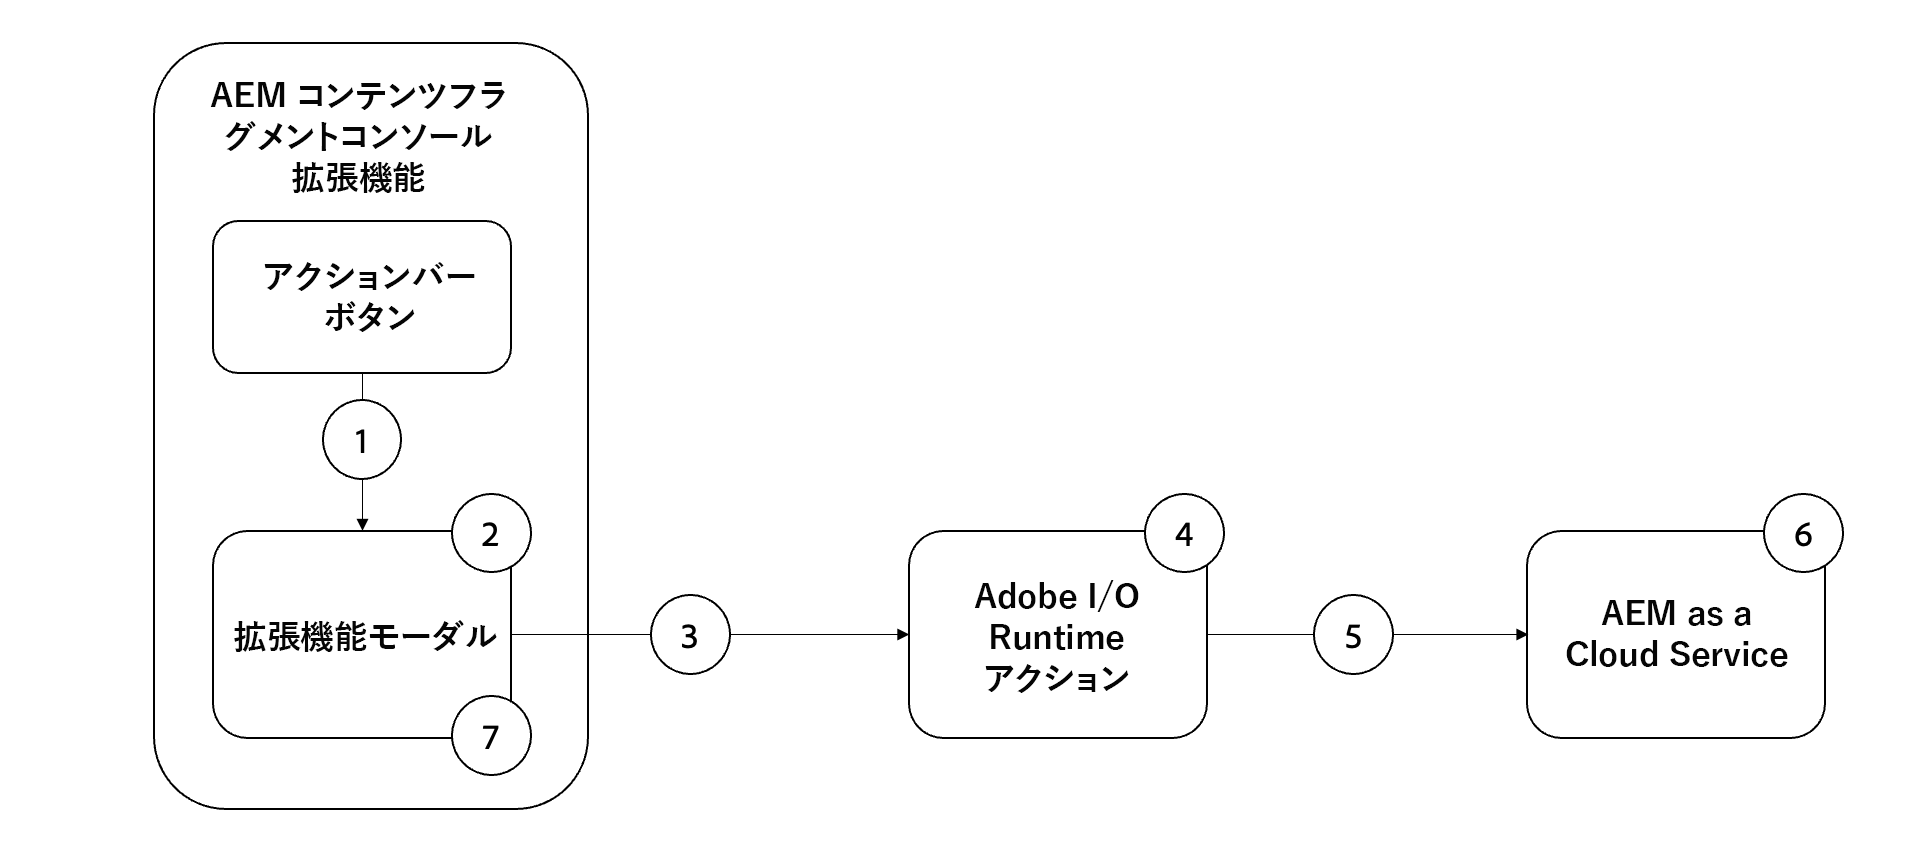 AEM コンテンツフラ
グメントコンソール
拡張機能
アクションバー
ボタン
1
2
拡張機能モーダル
7
3
4
Adobe I/O
Runtime
アクション
5
6
AEM as a
Cloud Service